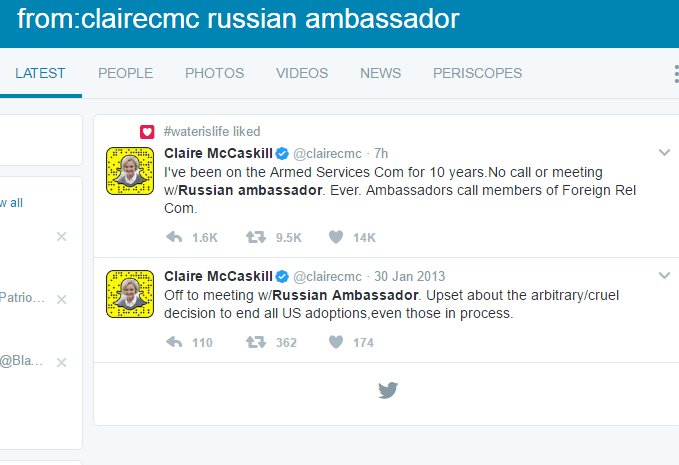 from:clairecmc russian ambassador
LATEST PEOPLE PHOTOS VIDEOS NEWS PERISCOPES
#waterislife liked
Claire McCaskill @clairecmc · 7h
I've been on the Armed Services Com for 10 years.No call or meeting
w/Russian ambassador. Ever. Ambassadors call members of Foreign Rel
Com.
1.6K 9.5K 14K
Claire McCaskill @clairecmc · 30 Jan 2013
Off to meeting w/Russian Ambassador. Upset about the arbitrary/cruel
decision to end all US adoptions,even those in process.
110 362 174
w all
Patrio...
@Bla...